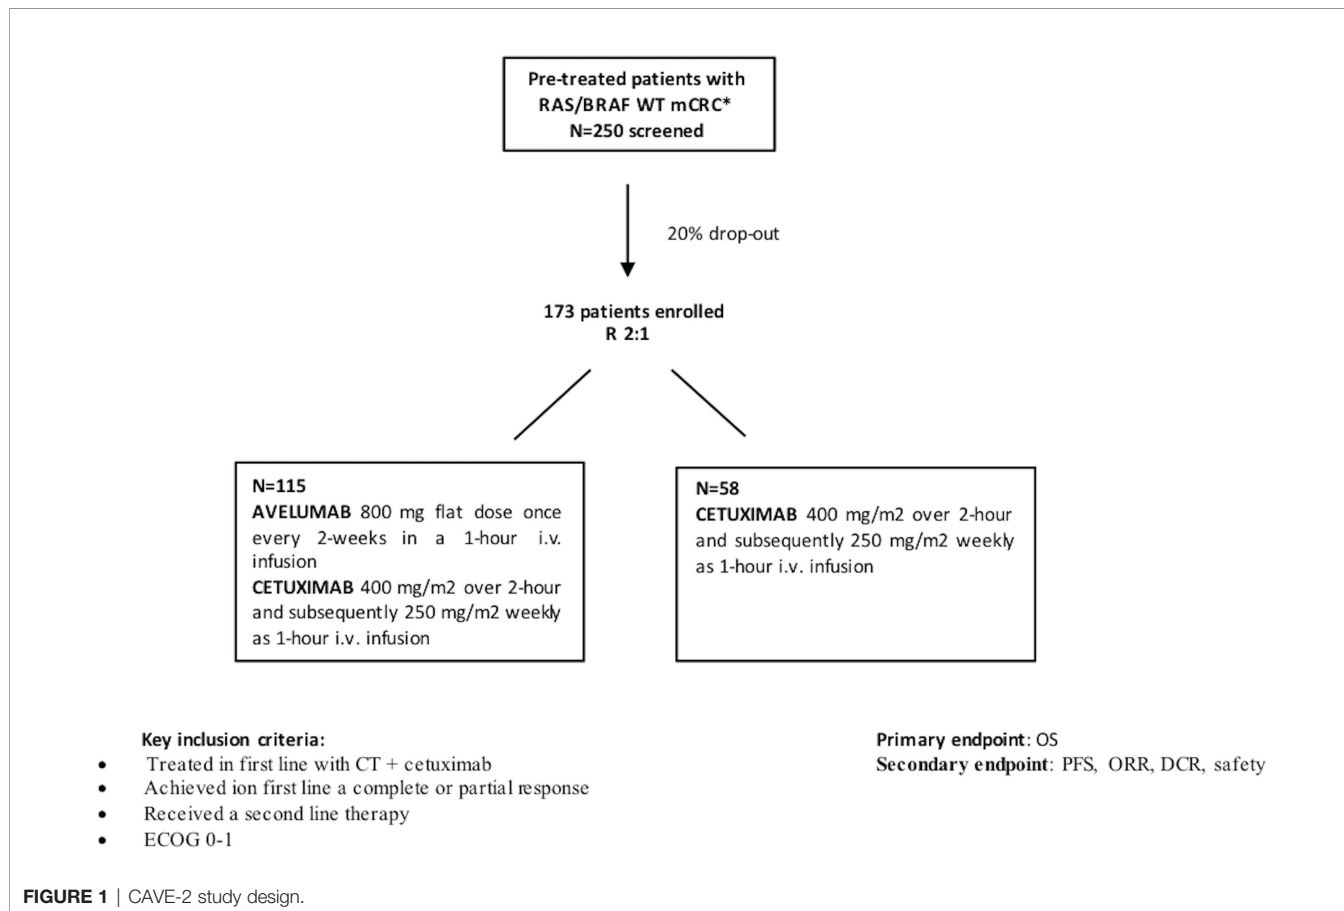 Pre-treated patients with
RAS/BRAF WT mCRC*
N=250 screened
20% drop-out
173 patients enrolled
R 2:1
N=115
AVELUMAB 800 mg flat dose once
every 2-weeks in a 1-hour i.v.
infusion
CETUXIMAB 400 mg/m2 over 2-hour
and subsequently 250 mg/m2 weekly
as 1-hour i.v. infusion
N=58
CETUXIMAB 400 mg/m2 over 2-hour
and subsequently 250 mg/m2 weekly
as 1-hour i.v. infusion
Key inclusion criteria:
• Treated in first line with CT + cetuximab
• Achieved ion first line a complete or partial response
• Received a second line therapy
• ECOG 0-1
Primary endpoint: OS
Secondary endpoint: PFS, ORR, DCR, safety
FIGURE 1 | CAVE-2 study design.